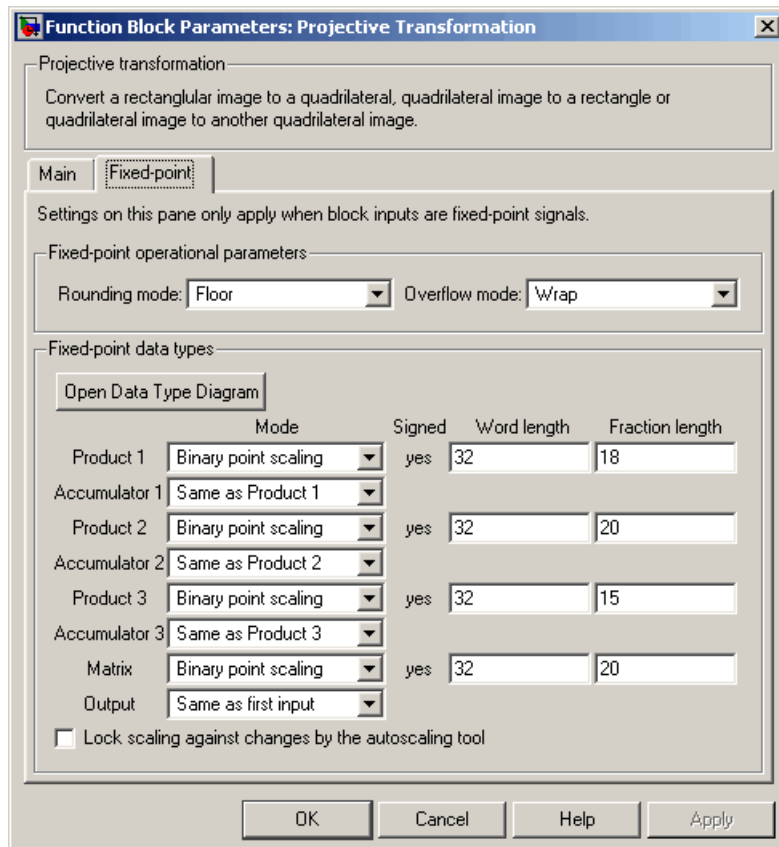 Function Block Parameters: Projective Transformation
Projective transformation
Convert a rectanglular image to a quadrilateral, quadrilateral image to a rectangle or
quadrilateral image to another quadrilateral image.
Main Fixed-point
Settings on this pane only apply when block inputs are fixed-point signals.
Fixed-point operational parameters
Rounding mode: Floor Overflow mode: Wrap
Fixed-point data types
Open Data Type Diagram
Mode Signed Word length Fraction length
Product 1 Binary point scaling yes 32 18
Accumulator 1 Same as Product 1
Product 2 Binary point scaling yes 32 20
Accumulator 2 Same as Product 2
Product 3 Binary point scaling yes 32 15
Accumulator 3 Same as Product 3
Matrix Binary point scaling yes 32 20
Output Same as first input
Lock scaling against changes by the autoscaling tool
OK Cancel Help Apply